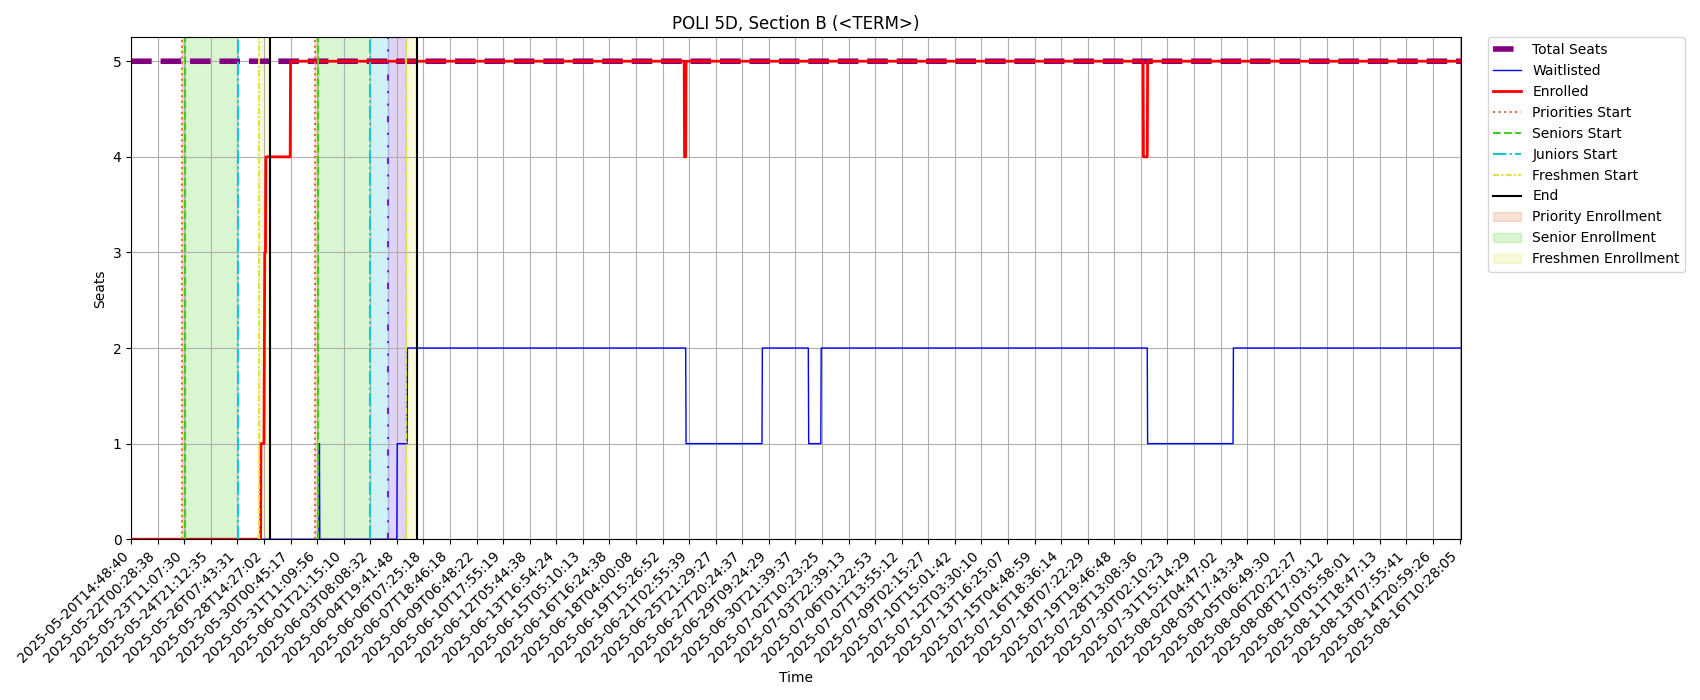 POLI 5D, Section B (<TERM>)
Total Seats
Waitlisted
Enrolled
Priorities Start
Seniors Start
Juniors Start
Freshmen Start
End
Priority Enrollment
Senior Enrollment
Freshmen Enrollment
Seats
5
4
3
2
1
0
2025-05-20T14:48:40
2025-05-22T00:28:38
2025-05-23T11:07:30
2025-05-24T21:12:35
2025-05-26T07:43:31
2025-05-28T14:27:02
2025-05-30T00:45:17
2025-05-31T11:09:56
2025-06-01T21:15:10
2025-06-03T08:08:32
2025-06-04T19:41:48
2025-06-06T07:25:18
2025-06-07T18:46:18
2025-06-09T06:48:22
2025-06-10T17:55:19
2025-06-12T05:44:38
2025-06-13T16:54:24
2025-06-15T05:10:13
2025-06-16T16:24:38
2025-06-18T04:00:08
2025-06-19T15:26:52
2025-06-21T02:55:39
2025-06-25T21:29:27
2025-06-27T20:24:37
2025-06-29T09:24:29
2025-06-30T21:39:37
2025-07-02T10:23:25
2025-07-03T22:39:13
2025-07-06T01:22:53
2025-07-07T13:55:12
2025-07-09T02:15:27
2025-07-10T15:01:42
2025-07-12T03:30:10
2025-07-13T16:25:07
2025-07-15T04:48:59
2025-07-16T18:36:14
2025-07-18T07:22:29
2025-07-19T19:46:48
2025-07-28T13:08:36
2025-07-30T02:10:23
2025-07-31T15:14:29
2025-08-02T04:47:02
2025-08-03T17:43:34
2025-08-05T06:49:30
2025-08-06T20:22:27
2025-08-08T17:03:12
2025-08-10T05:58:01
2025-08-11T18:47:13
2025-08-13T07:55:41
2025-08-14T20:59:26
2025-08-16T10:28:05
Time